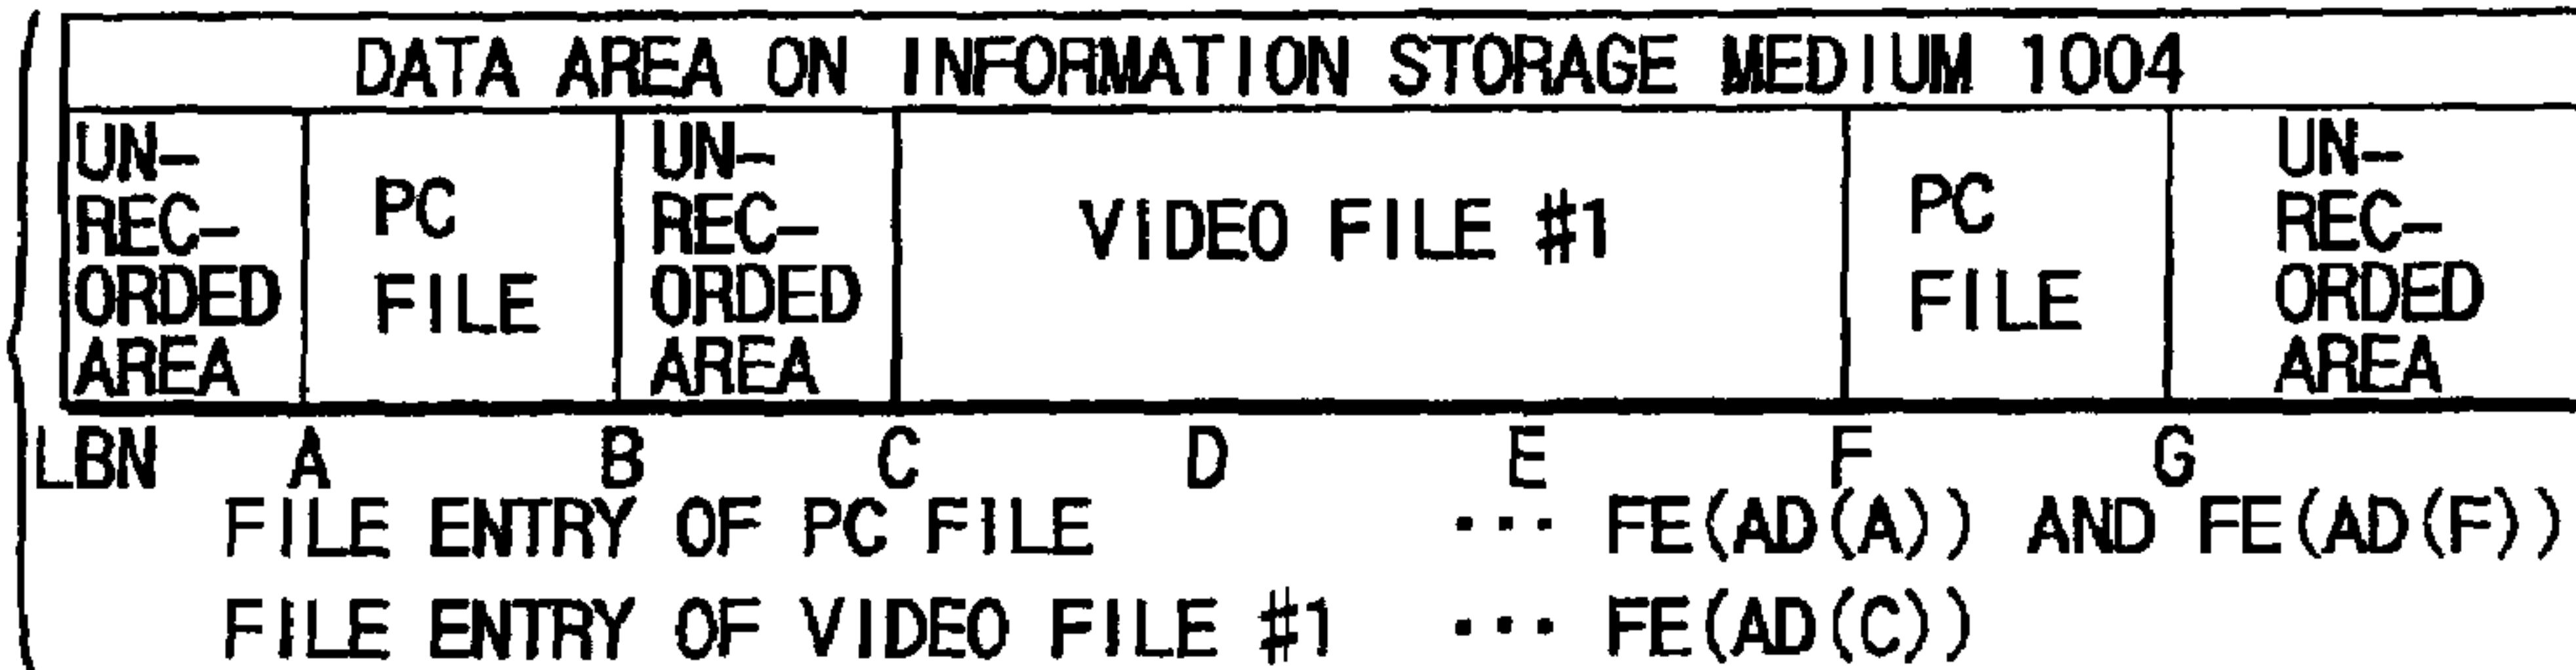 DATA AREA ON INFORMATION STORAGE MEDIUM 1004
UN-
REC-
ORDED
AREA
PC
FILE
UN-
REC-
ORDED
AREA
VIDEO FILE #1
PC
FILE
UN-
REC-
ORDED
AREA
LBN A B C D E F G
FILE ENTRY OF PC FILE ··· FE(AD(A)) AND FE(AD(F))
FILE ENTRY OF VIDEO FILE #1 ··· FE(AD(C))